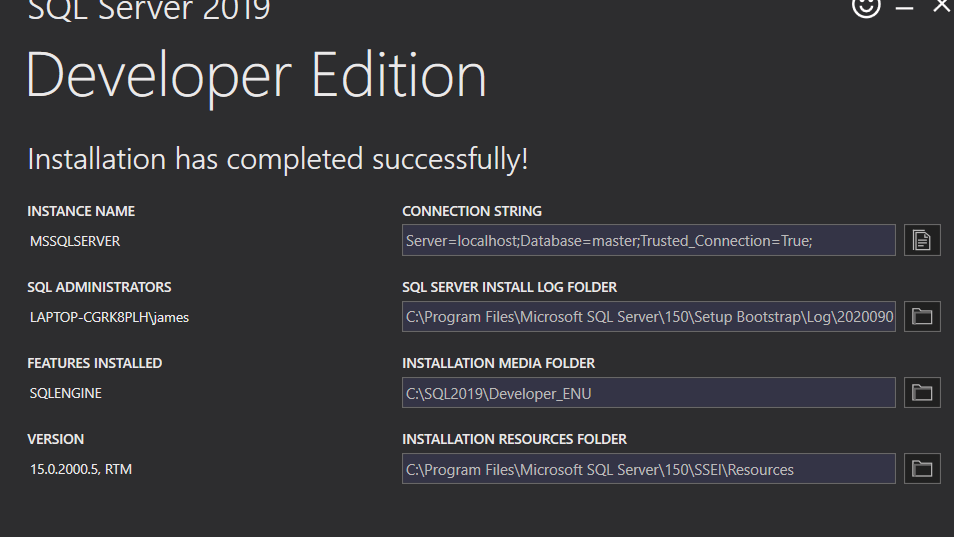 SQL Server 2019
Developer Edition
Installation has completed successfully!
INSTANCE NAME
MSSQLSERVER
CONNECTION STRING
Server=localhost;Database=master;Trusted_Connection=True;
SQL ADMINISTRATORS
LAPTOP-CGRK8PLH\james
SQL SERVER INSTALL LOG FOLDER
C:\Program Files\Microsoft SQL Server\150\Setup Bootstrap\Log\2020090
FEATURES INSTALLED
SQLENGINE
INSTALLATION MEDIA FOLDER
C:\SQL2019\Developer_ENU
VERSION
15.0.2000.5, RTM
INSTALLATION RESOURCES FOLDER
C:\Program Files\Microsoft SQL Server\150\SSEI\Resources